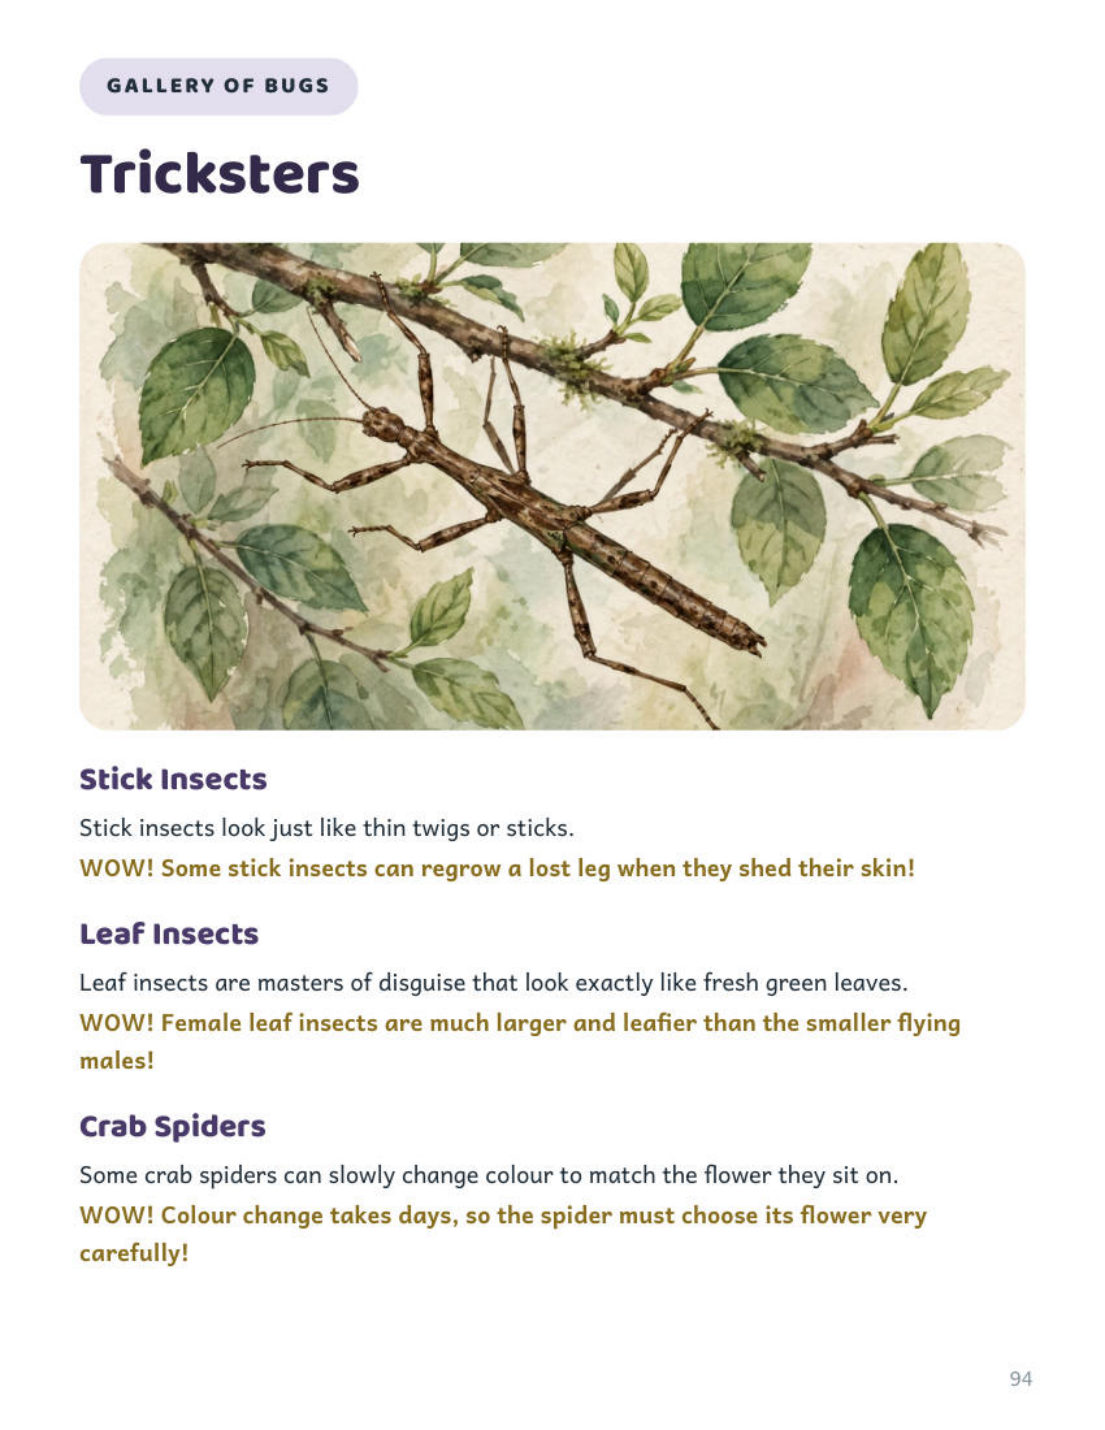 GALLERY OF BUGS
Tricksters
Stick Insects
Stick insects look just like thin twigs or sticks.
WOW! Some stick insects can regrow a lost leg when they shed their skin!
Leaf Insects
Leaf insects are masters of disguise that look exactly like fresh green leaves.
WOW! Female leaf insects are much larger and leafier than the smaller flying
males!
Crab Spiders
Some crab spiders can slowly change colour to match the flower they sit on.
WOW! Colour change takes days, so the spider must choose its flower very
carefully!
94